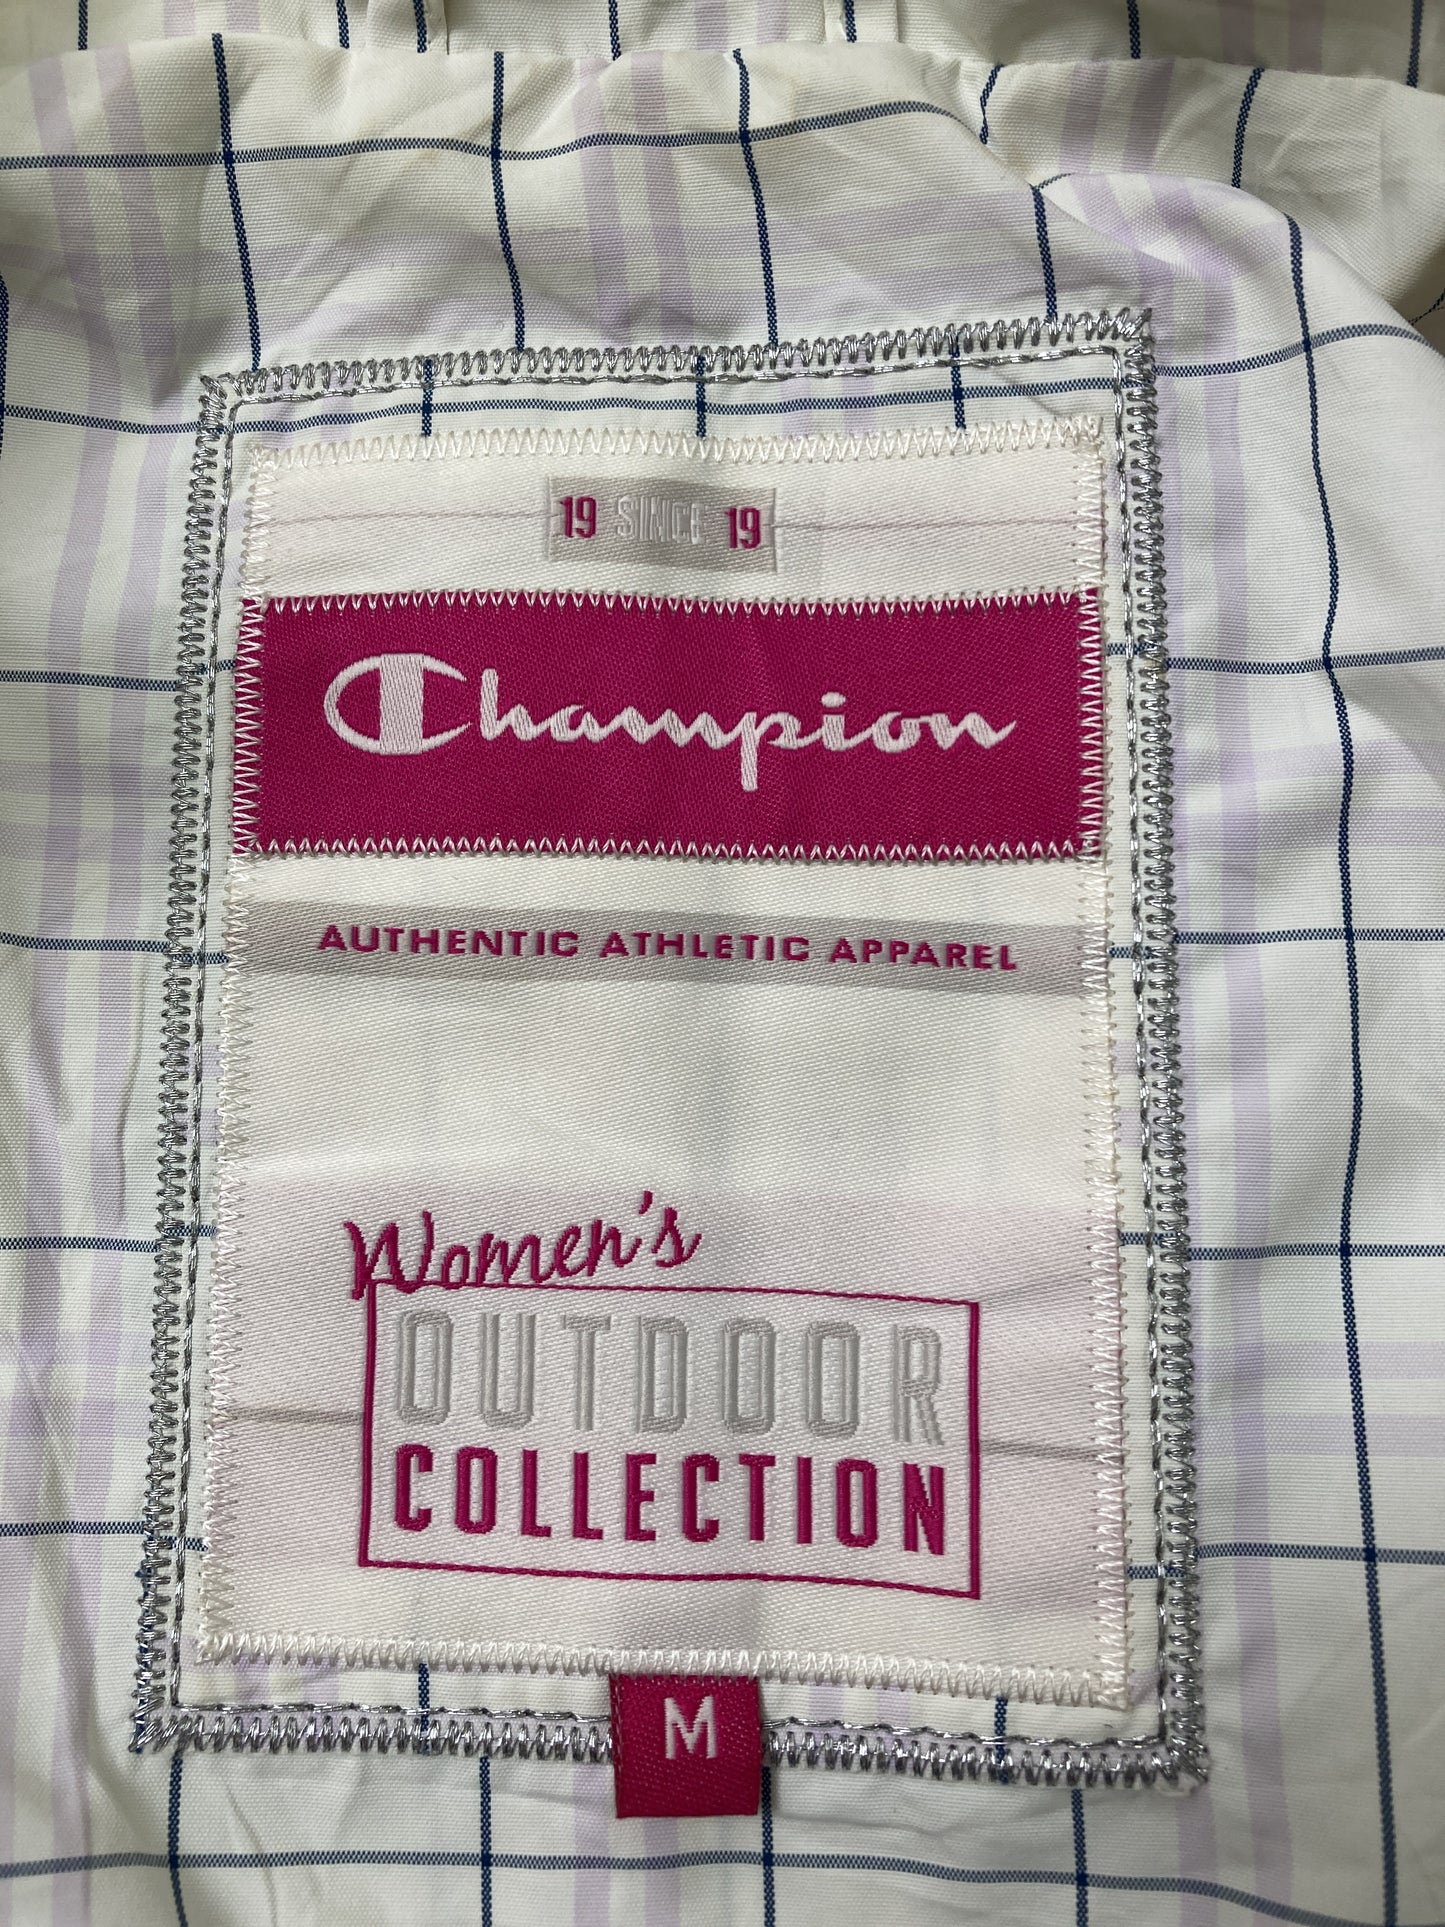 19 SINCE 19
Champion
AUTHENTIC ATHLETIC APPAREL
Women's
OUTDOOR
COLLECTION
M